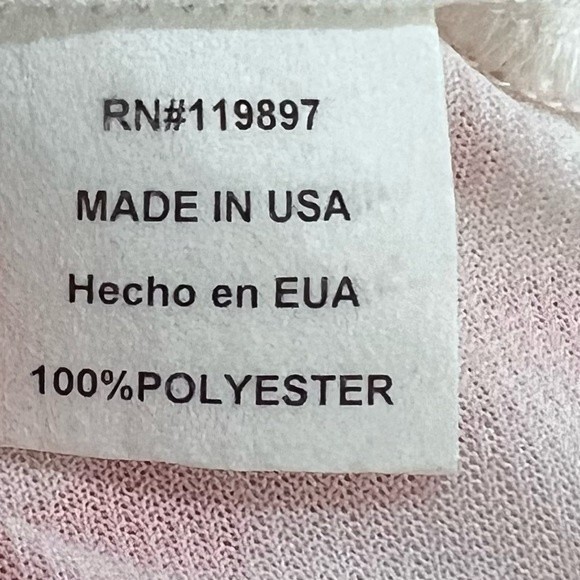 RN#119897
MADE IN USA
Hecho en EUA
100%POLYESTER